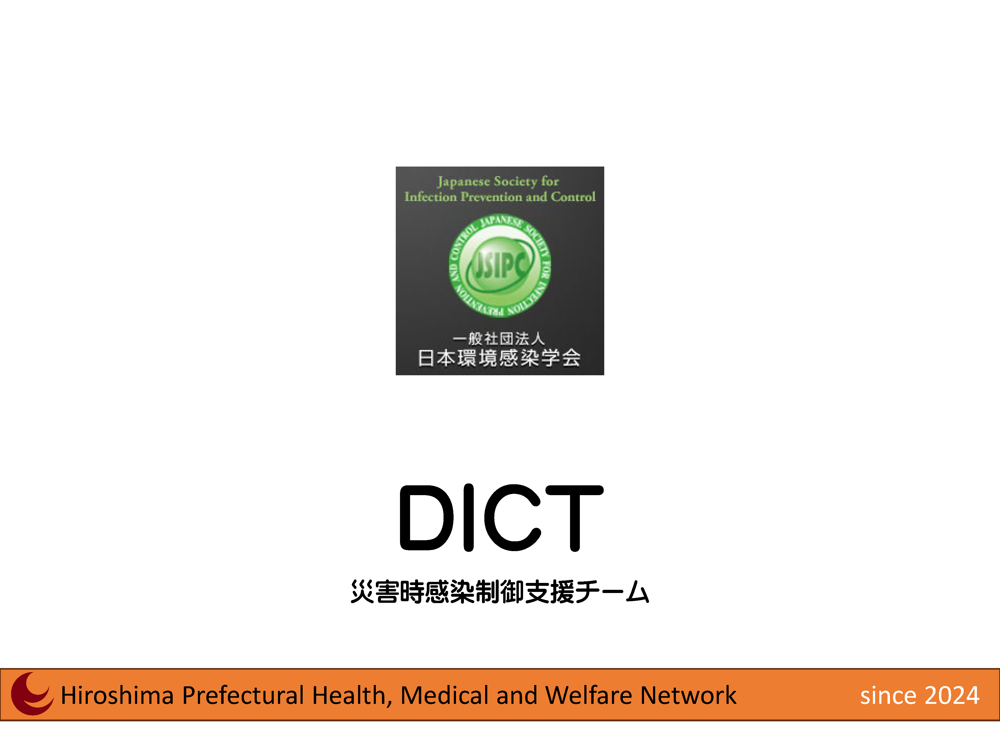 Japanese Society for
Infection Prevention and Control
JAPANESE SOCIETY FOR INFECTION PREVENTION AND CONTROL
JSIPC
一般社団法人
日本環境感染学会
DICT
災害時感染制御支援チーム
Hiroshima Prefectural Health, Medical and Welfare Network since 2024